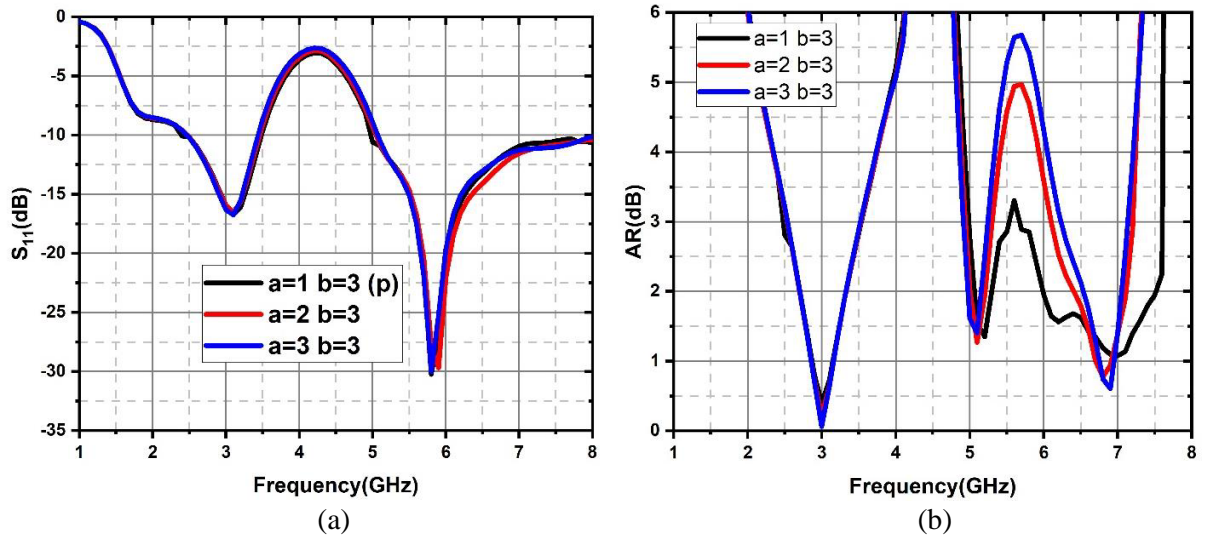 0
-5
-10
-15
-20
-25
-30
-35
S11(dB)
a=1 b=3 (p)
a=2 b=3
a=3 b=3
1 2 3 4 5 6 7 8
Frequency(GHz)
(a)
6
5
4
3
2
1
0
AR(dB)
a=1 b=3
a=2 b=3
a=3 b=3
1 2 3 4 5 6 7 8
Frequency(GHz)
(b)